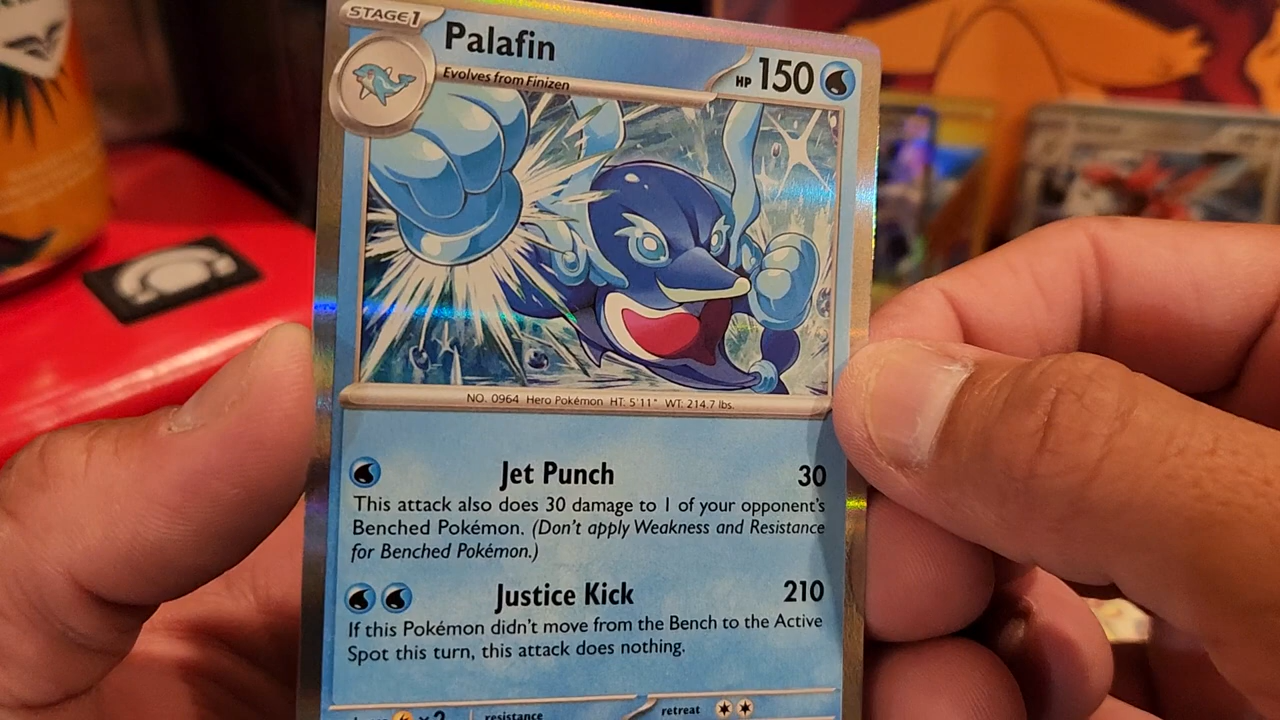 STAGE 1
Palafin
HP 150
Evolves from Finizen
NO. 0964 Hero Pokémon HT: 5'11" WT: 214.7 lbs.
Jet Punch 30
This attack also does 30 damage to 1 of your opponent's
Benched Pokémon. (Don't apply Weakness and Resistance
for Benched Pokémon.)
Justice Kick 210
If this Pokémon didn't move from the Bench to the Active
Spot this turn, this attack does nothing.
×2 resistance retreat